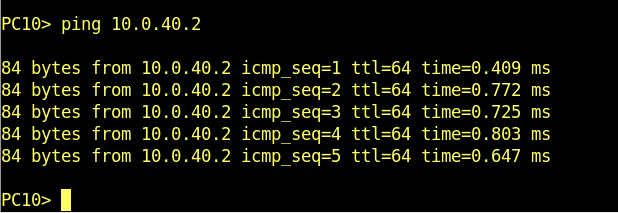 PC10> ping 10.0.40.2
84 bytes from 10.0.40.2 icmp_seq=1 ttl=64 time=0.409 ms
84 bytes from 10.0.40.2 icmp_seq=2 ttl=64 time=0.772 ms
84 bytes from 10.0.40.2 icmp_seq=3 ttl=64 time=0.725 ms
84 bytes from 10.0.40.2 icmp_seq=4 ttl=64 time=0.803 ms
84 bytes from 10.0.40.2 icmp_seq=5 ttl=64 time=0.647 ms
PC10>